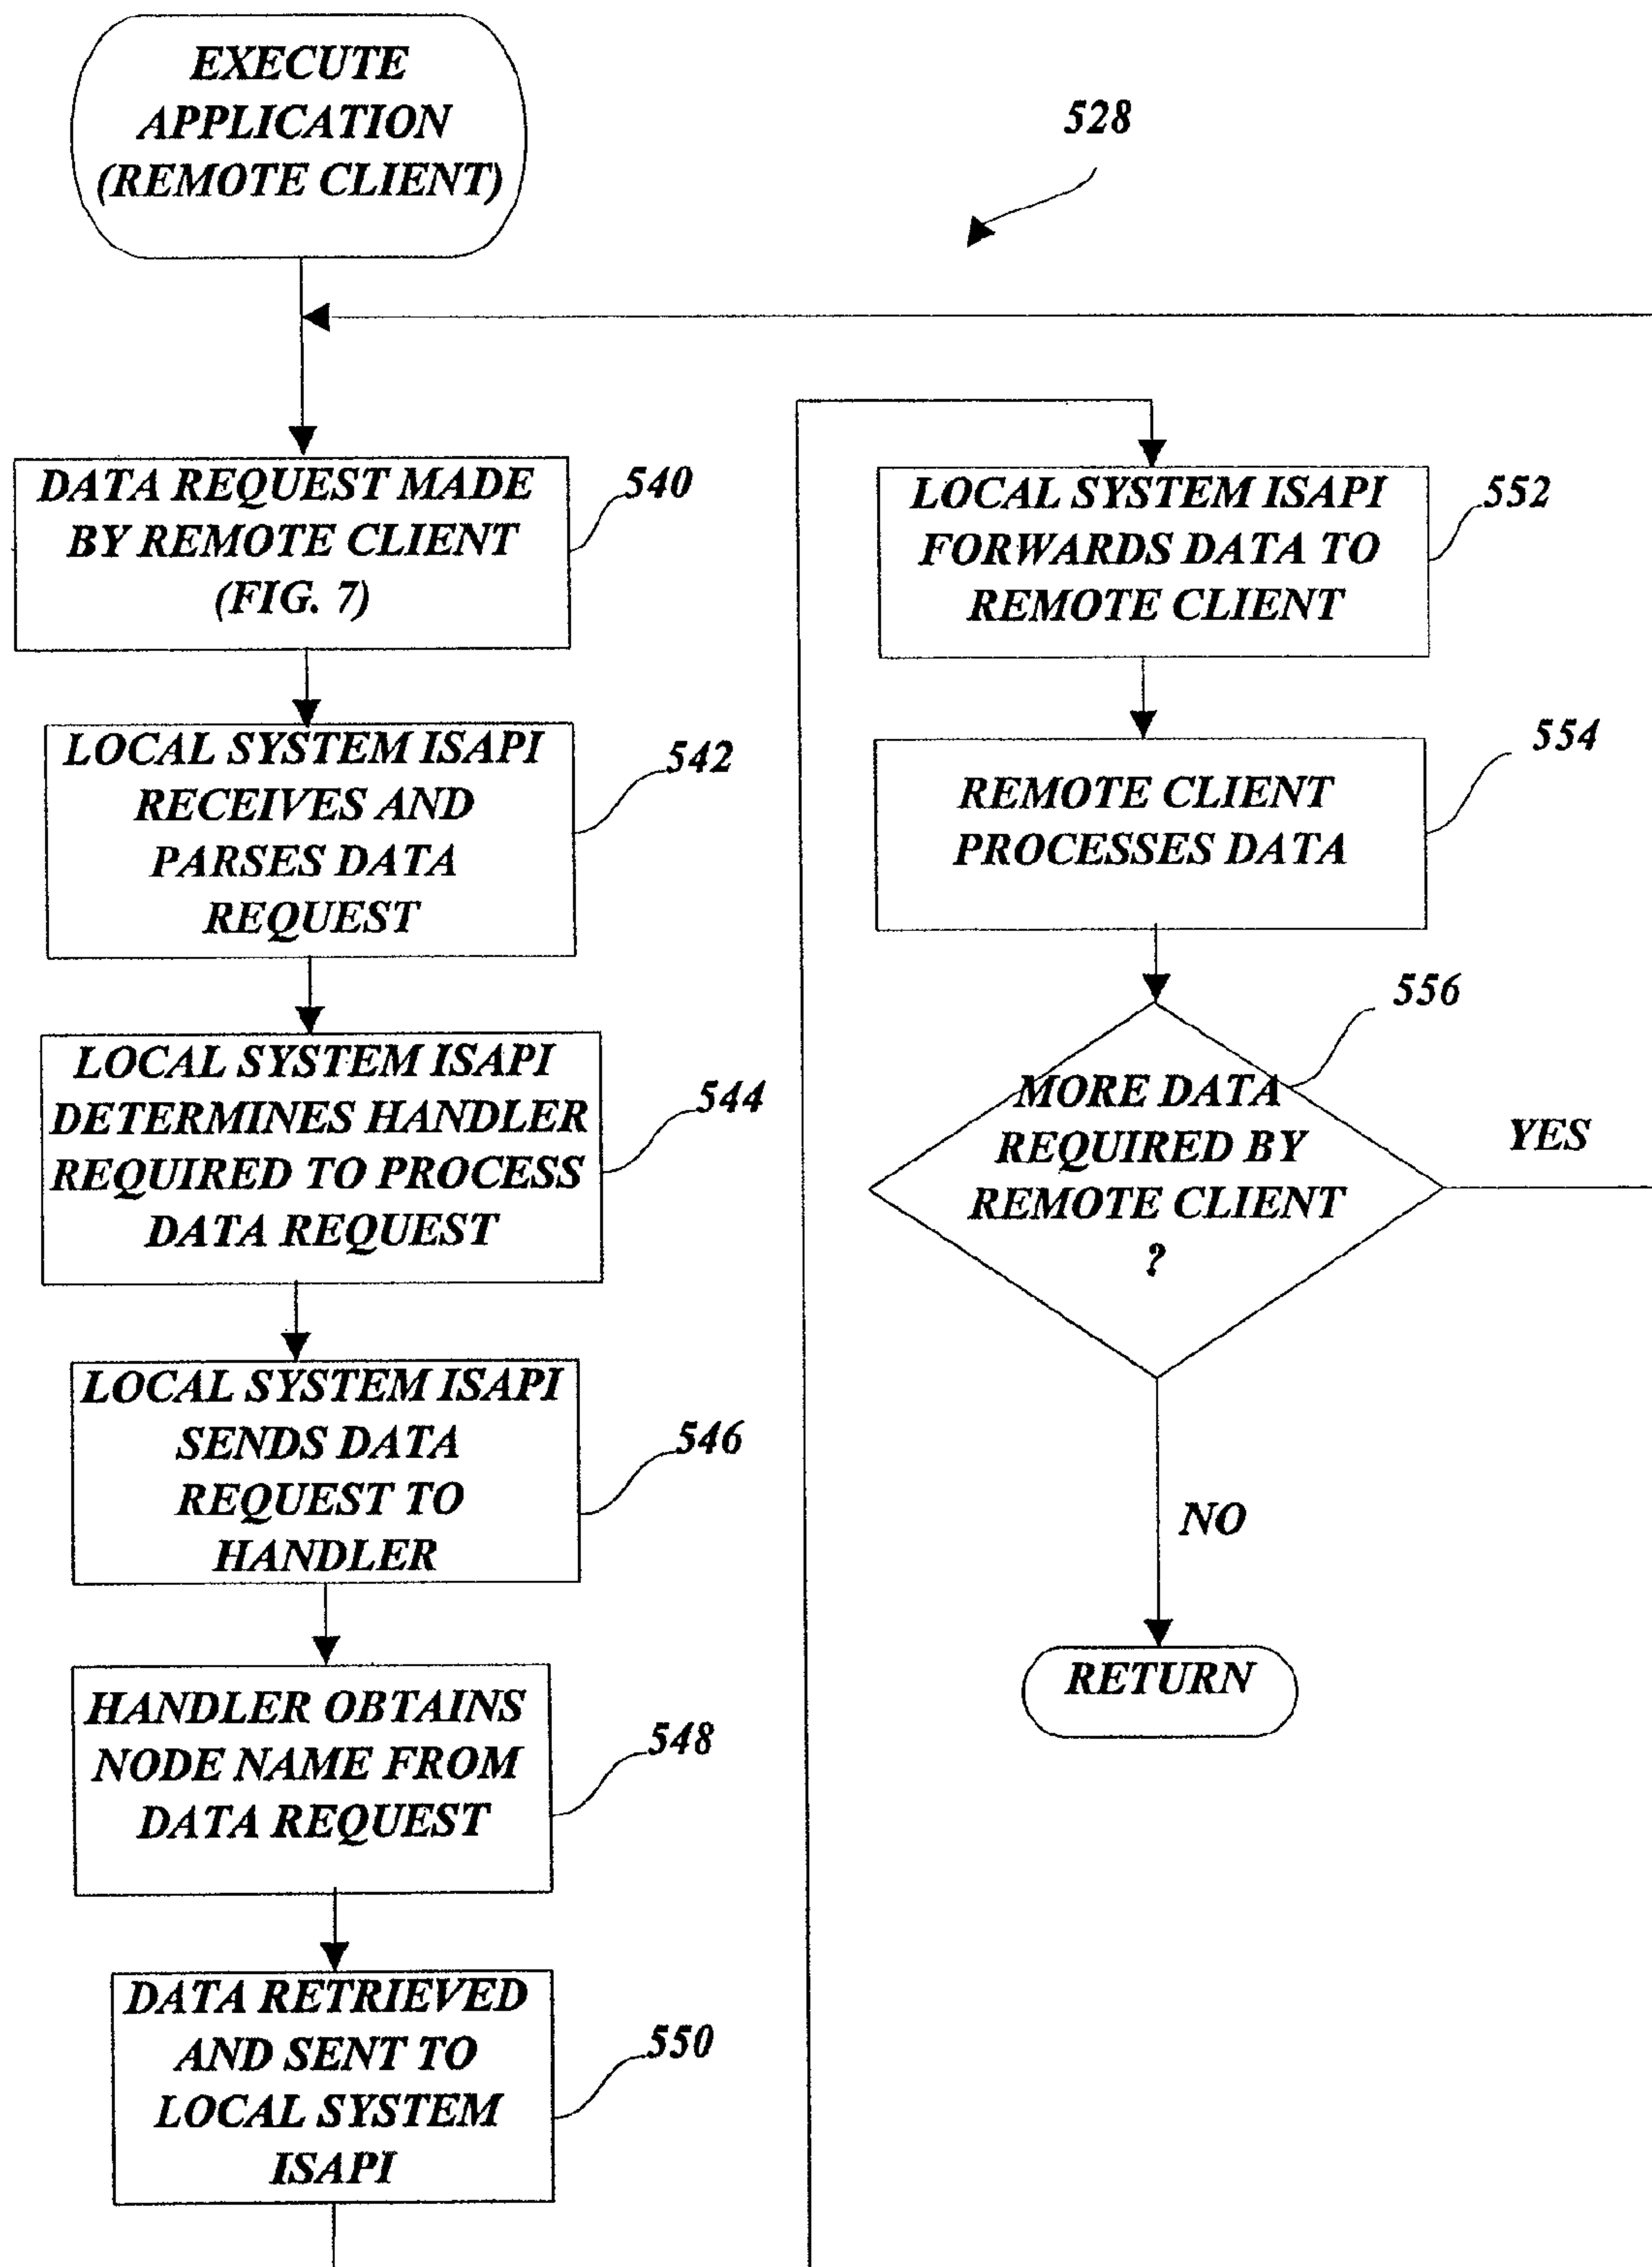 EXECUTE
APPLICATION
(REMOTE CLIENT)
528
DATA REQUEST MADE
BY REMOTE CLIENT
(FIG. 7)
540
LOCAL SYSTEM ISAPI
RECEIVES AND
PARSES DATA
REQUEST
542
LOCAL SYSTEM ISAPI
DETERMINES HANDLER
REQUIRED TO PROCESS
DATA REQUEST
544
LOCAL SYSTEM ISAPI
SENDS DATA
REQUEST TO
HANDLER
546
HANDLER OBTAINS
NODE NAME FROM
DATA REQUEST
548
DATA RETRIEVED
AND SENT TO
LOCAL SYSTEM
ISAPI
550
LOCAL SYSTEM ISAPI
FORWARDS DATA TO
REMOTE CLIENT
552
REMOTE CLIENT
PROCESSES DATA
554
MORE DATA
REQUIRED BY
REMOTE CLIENT
?
556
YES
NO
RETURN